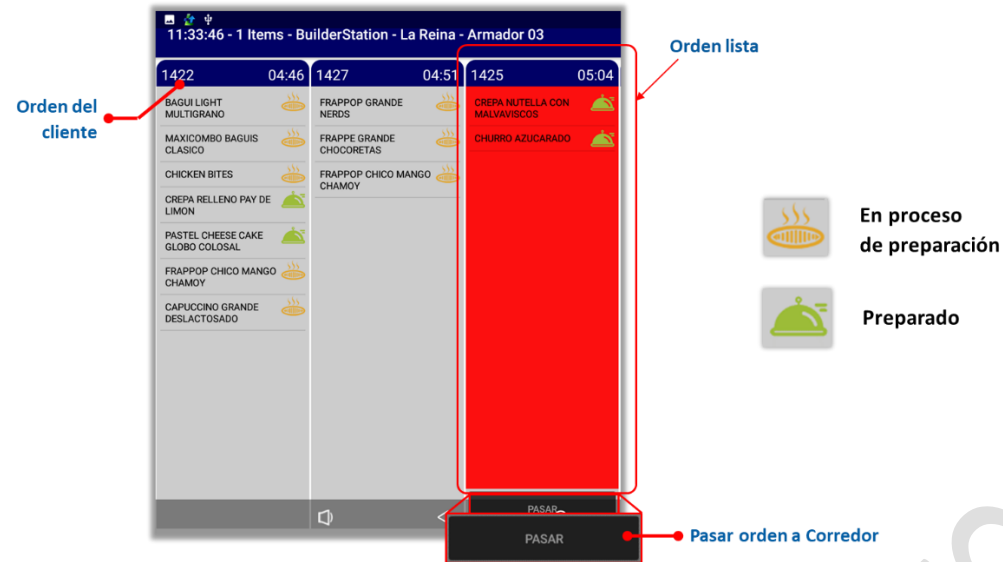 11:33:46 - 1 Items - BuilderStation - La Reina - Armador 03
Orden lista
1422 04:46
1427 04:51
1425 05:04
Orden del
cliente
BAGUI LIGHT
MULTIGRANO
MAXICOMBO BAGUIS
CLASICO
CHICKEN BITES
CREPA RELLENO PAY DE
LIMON
PASTEL CHEESE CAKE
GLOBO COLOSAL
FRAPPOP CHICO MANGO
CHAMOY
CAPUCCINO GRANDE
DESLACTOSADO
FRAPPOP GRANDE
NERDS
FRAPPE GRANDE
CHOCORETAS
FRAPPOP CHICO MANGO
CHAMOY
CREPA NUTELLA CON
MALVAVISCOS
CHURRO AZUCARADO
En proceso
de preparación
Preparado
PASAR
PASAR
Pasar orden a Corredor